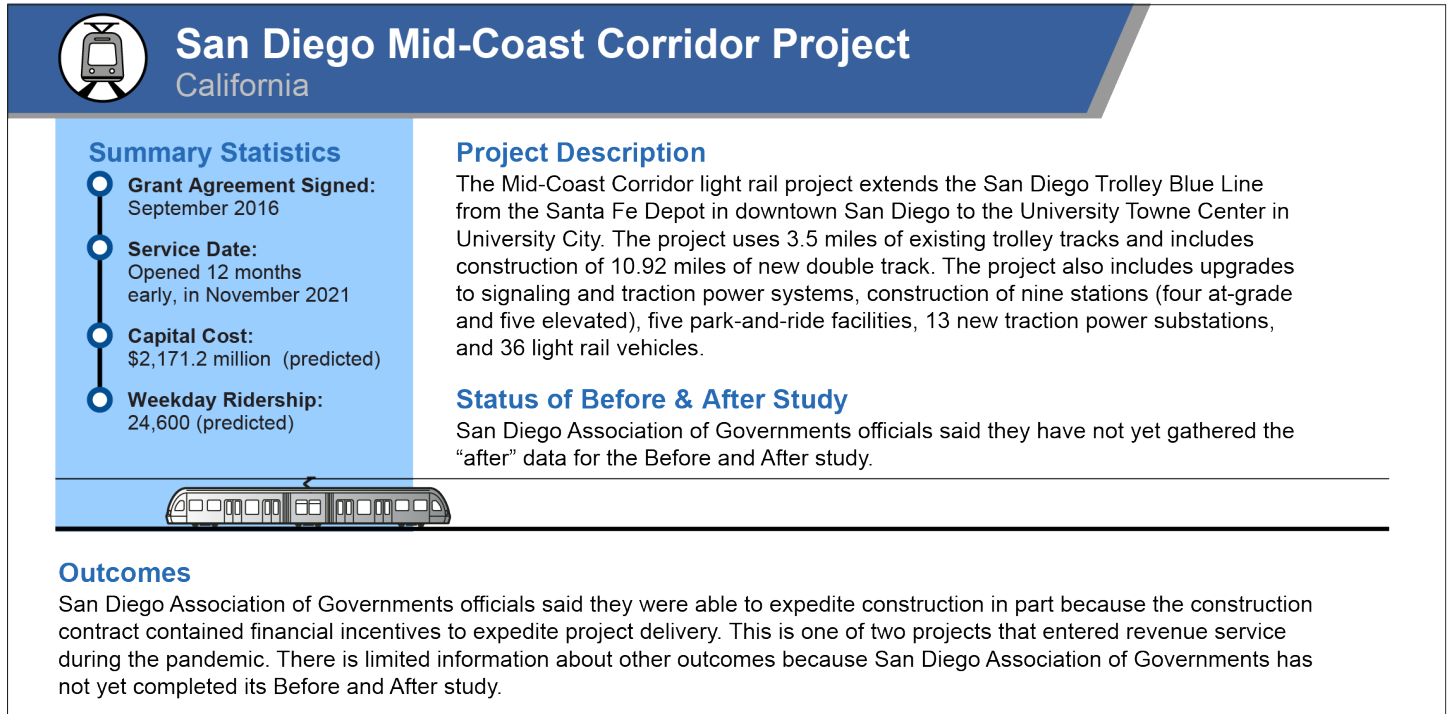 San Diego Mid-Coast Corridor Project
California
Summary Statistics
Grant Agreement Signed:
September 2016
Service Date:
Opened 12 months
early, in November 2021
Capital Cost:
$2,171.2 million (predicted)
Weekday Ridership:
24,600 (predicted)
Project Description
The Mid-Coast Corridor light rail project extends the San Diego Trolley Blue Line
from the Santa Fe Depot in downtown San Diego to the University Towne Center in
University City. The project uses 3.5 miles of existing trolley tracks and includes
construction of 10.92 miles of new double track. The project also includes upgrades
to signaling and traction power systems, construction of nine stations (four at-grade
and five elevated), five park-and-ride facilities, 13 new traction power substations,
and 36 light rail vehicles.
Status of Before & After Study
San Diego Association of Governments officials said they have not yet gathered the
“after” data for the Before and After study.
Outcomes
San Diego Association of Governments officials said they were able to expedite construction in part because the construction
contract contained financial incentives to expedite project delivery. This is one of two projects that entered revenue service
during the pandemic. There is limited information about other outcomes because San Diego Association of Governments has
not yet completed its Before and After study.